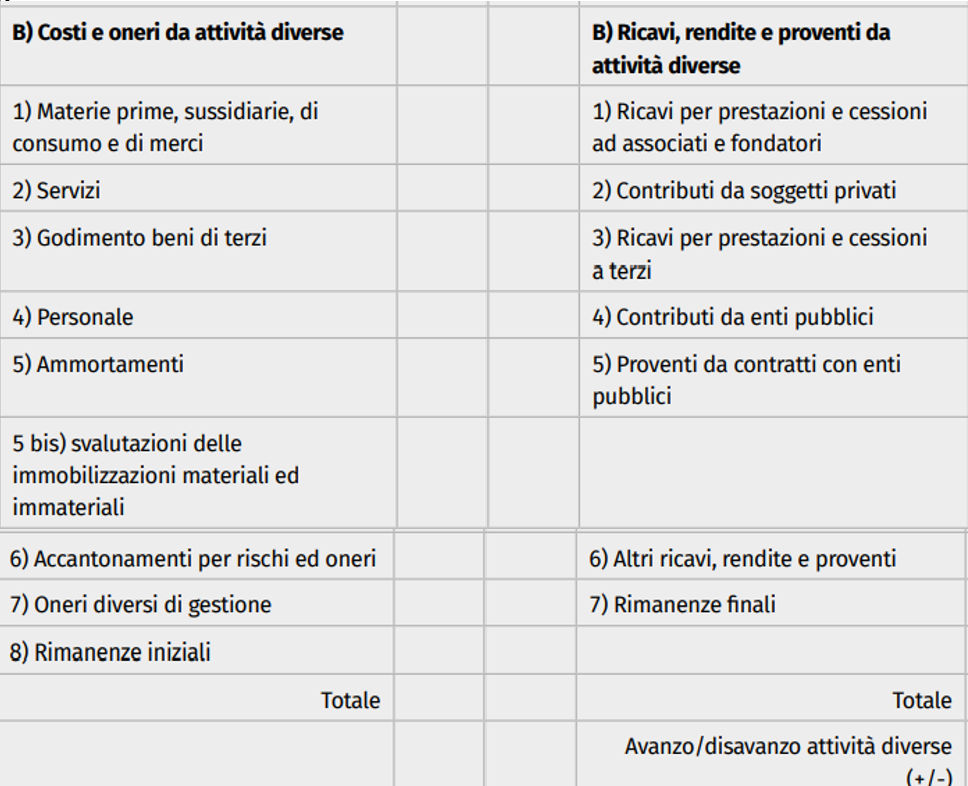 B) Costi e oneri da attività diverse
B) Ricavi, rendite e proventi da
attività diverse
1) Materie prime, sussidiarie, di
consumo e di merci
1) Ricavi per prestazioni e cessioni
ad associati e fondatori
2) Servizi
2) Contributi da soggetti privati
3) Godimento beni di terzi
3) Ricavi per prestazioni e cessioni
a terzi
4) Personale
4) Contributi da enti pubblici
5) Ammortamenti
5) Proventi da contratti con enti
pubblici
5 bis) svalutazioni delle
immobilizzazioni materiali ed
immateriali
6) Accantonamenti per rischi ed oneri
6) Altri ricavi, rendite e proventi
7) Oneri diversi di gestione
7) Rimanenze finali
8) Rimanenze iniziali
Totale
Totale
Avanzo/disavanzo attività diverse
(+/-)